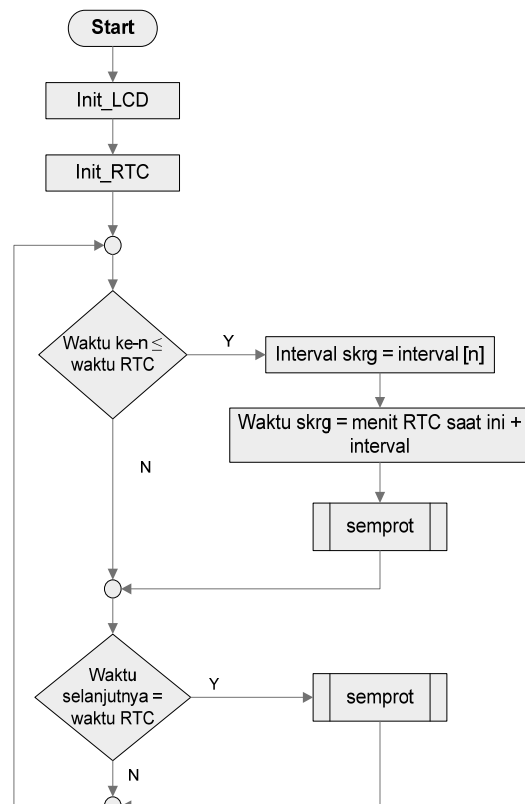 Start
Init_LCD
Init_RTC
Waktu ke-n ≤
waktu RTC
Y
Interval skrg = interval [n]
Waktu skrg = menit RTC saat ini +
interval
N
semprot
Waktu
selanjutnya =
waktu RTC
Y
semprot
N